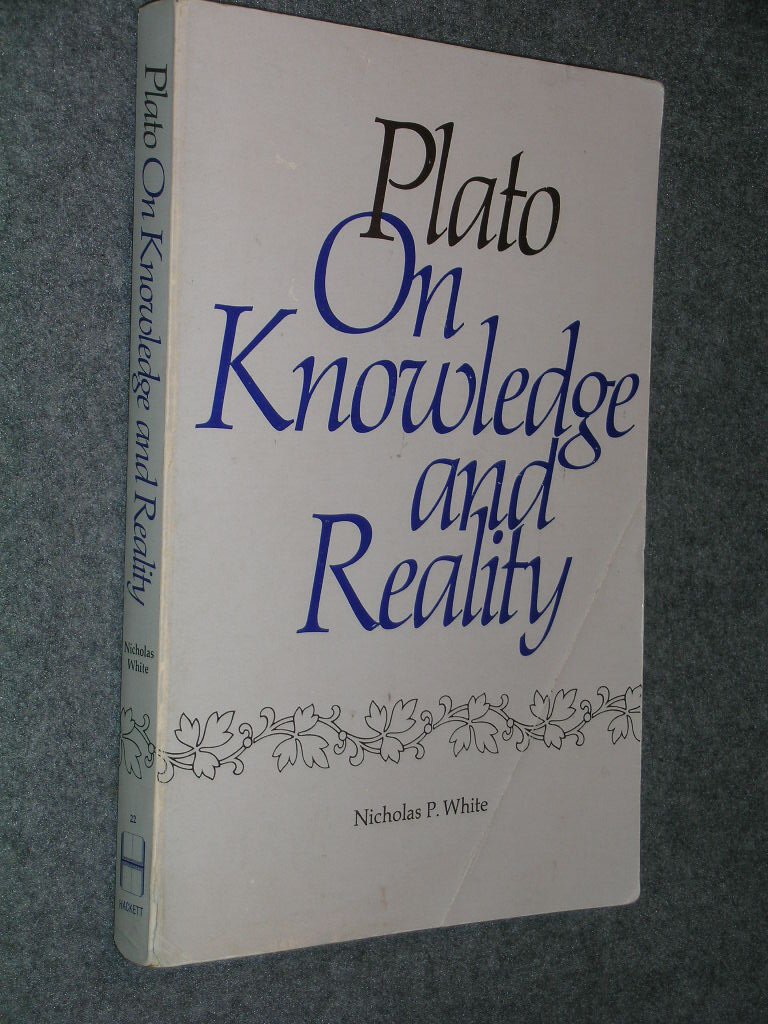 Plato On Knowledge and Reality
Nicholas
White
22
HACKETT
Plato
On
Knowledge
and
Reality
Nicholas P. White